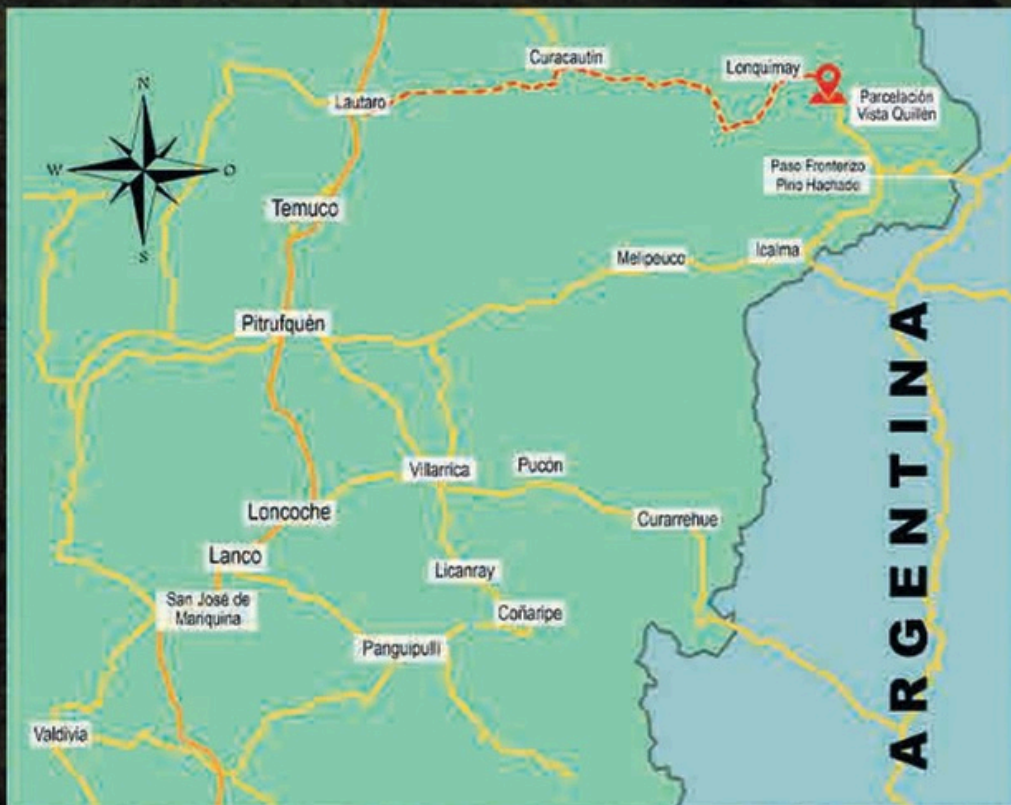 Curacautín
Lonquimay
Lautaro
Parcelación
Vista Quillén
N
W
O
S
Paso Fronterizo
Pino Hachado
Temuco
Icalma
Melipeuco
Pitrufquén
ARGENTINA
Villarrica
Pucón
Loncoche
Curarrehue
Lanco
Licanray
San José de
Mariquina
Coñaripe
Panguipulli
Valdivia